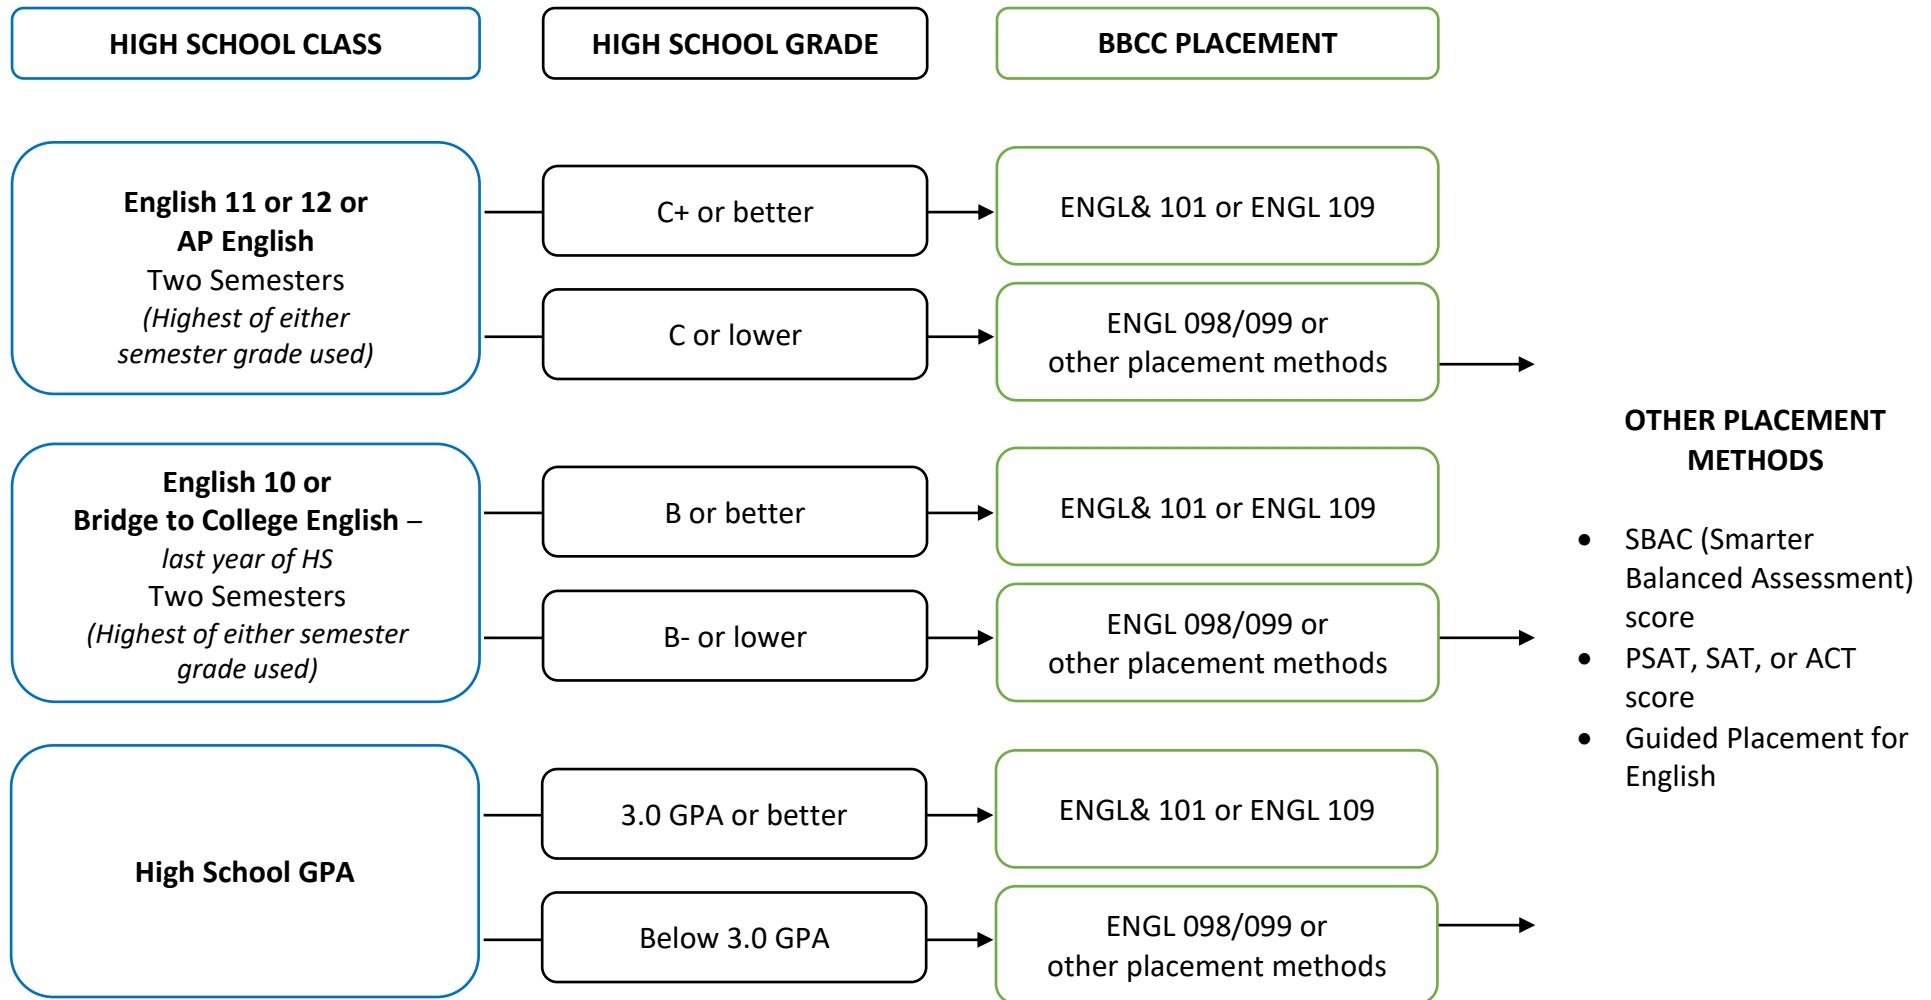 HIGH SCHOOL CLASS
HIGH SCHOOL GRADE
BBCC PLACEMENT
English 11 or 12 or
AP English
Two Semesters
(Highest of either
semester grade used)
C+ or better
ENGL& 101 or ENGL 109
C or lower
ENGL 098/099 or
other placement methods
English 10 or
Bridge to College English –
last year of HS
Two Semesters
(Highest of either semester
grade used)
B or better
ENGL& 101 or ENGL 109
B- or lower
ENGL 098/099 or
other placement methods
High School GPA
3.0 GPA or better
ENGL& 101 or ENGL 109
Below 3.0 GPA
ENGL 098/099 or
other placement methods
OTHER PLACEMENT
METHODS
• SBAC (Smarter
Balanced Assessment)
score
• PSAT, SAT, or ACT
score
• Guided Placement for
English